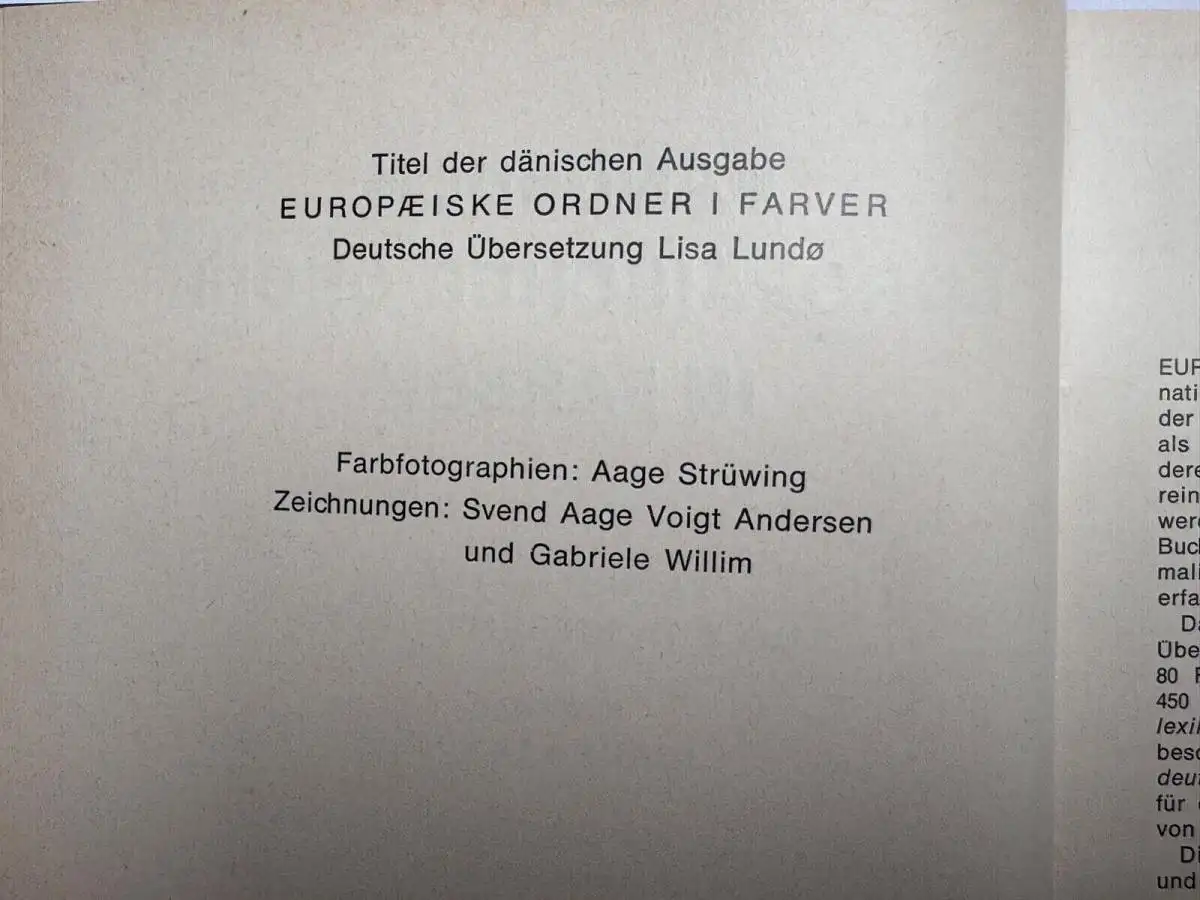 Titel der dänischen Ausgabe
EUROPÆISKE ORDNER I FARVER
Deutsche Übersetzung Lisa Lundø
Farbfotographien: Aage Strüwing
Zeichnungen: Svend Aage Voigt Andersen
und Gabriele Willim
der
als
80
450
für
von
und